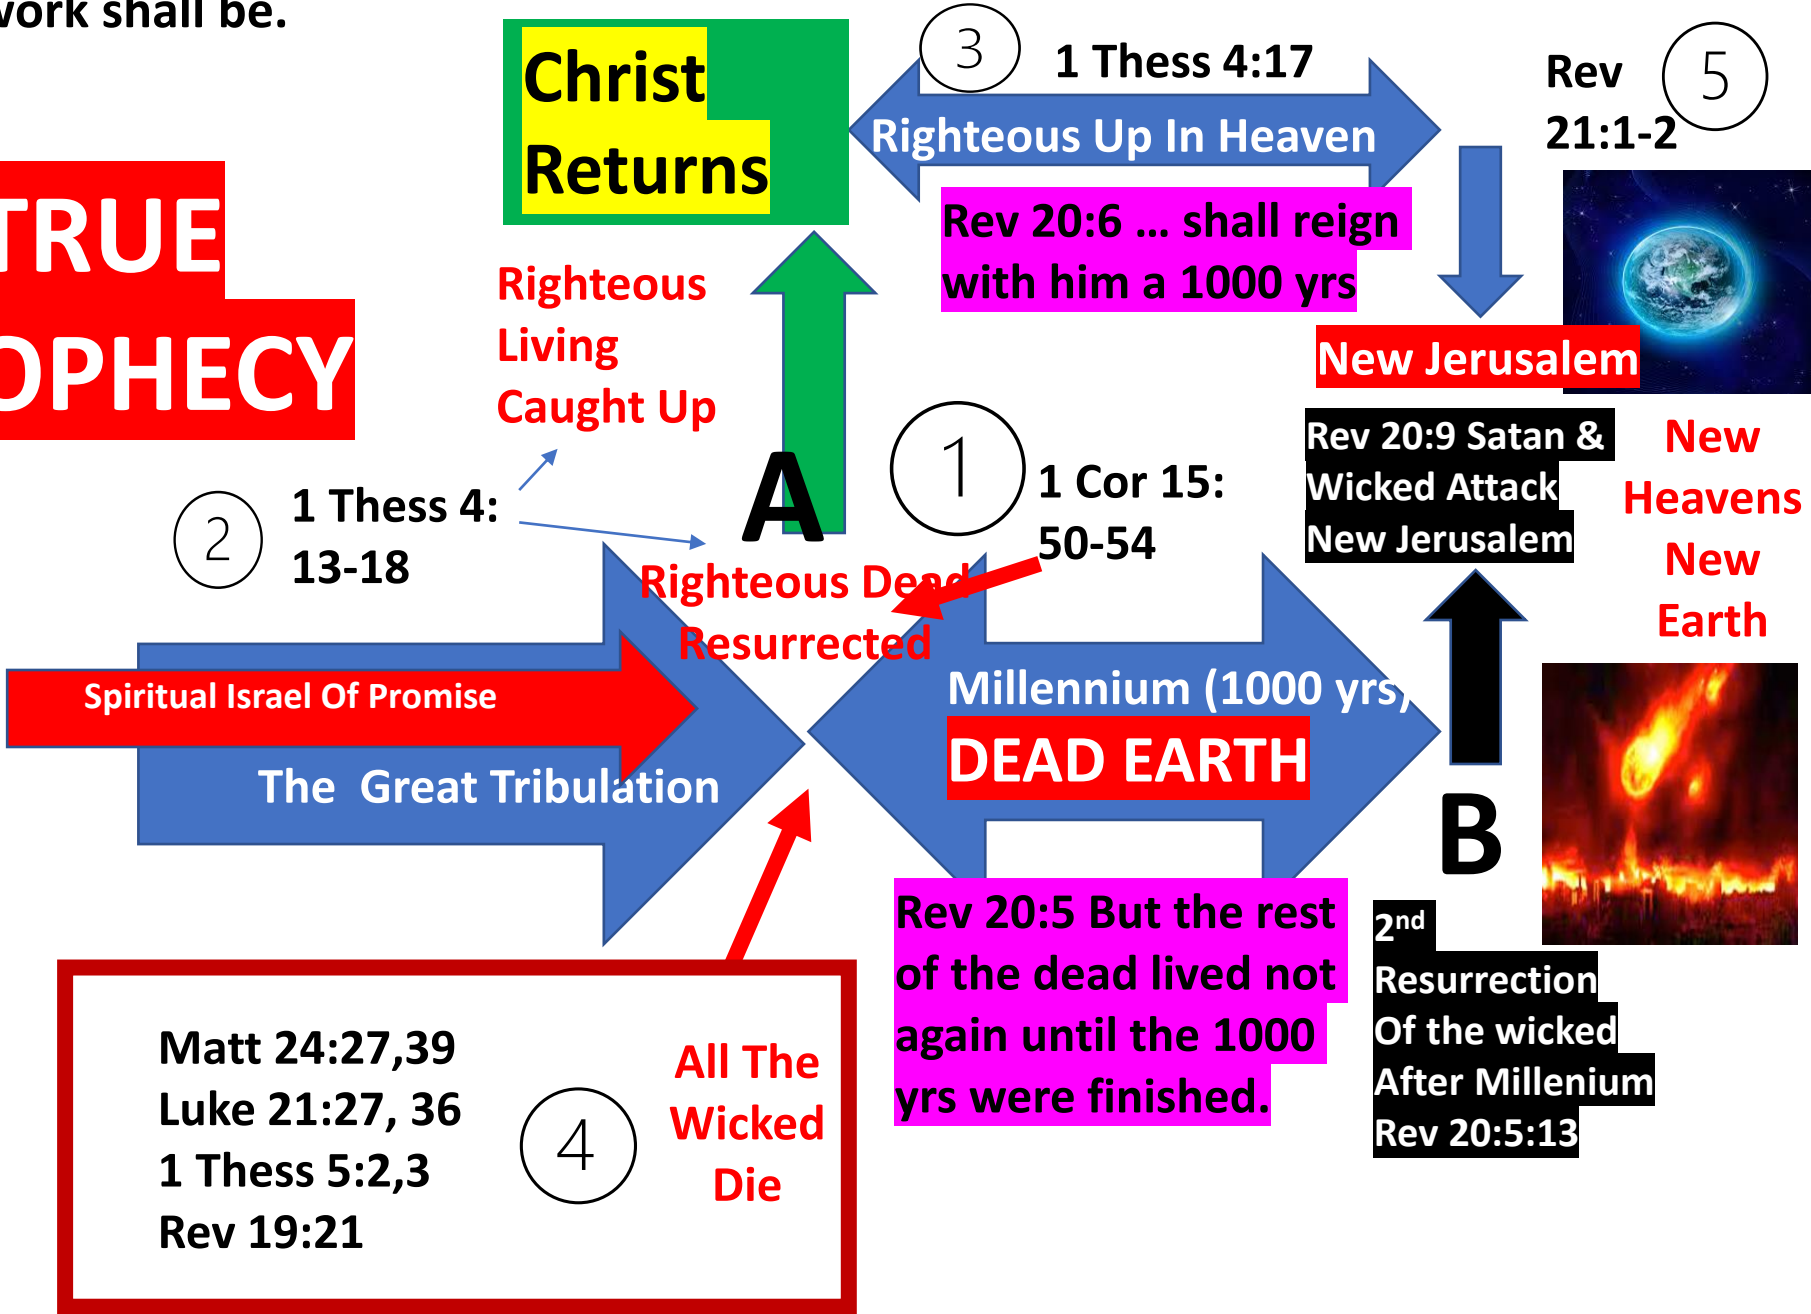 work shall be.
TRUE
OPHECY
Christ
Returns
3
1 Thess 4:17
Righteous Up In Heaven
Rev 20:6 ... shall reign
with him a 1000 yrs
Rev
21:1-2
5
New Jerusalem
Rev 20:9 Satan &
Wicked Attack
New Jerusalem
New
Heavens
New
Earth
Righteous
Living
Caught Up
2
1 Thess 4:
13-18
A
1
1 Cor 15:
50-54
Righteous Dead
Resurrected
Spiritual Israel Of Promise
The Great Tribulation
Millennium (1000 yrs)
DEAD EARTH
B
Rev 20:5 But the rest
of the dead lived not
again until the 1000
yrs were finished.
2nd
Resurrection
Of the wicked
After Millenium
Rev 20:5:13
Matt 24:27,39
Luke 21:27, 36
1 Thess 5:2,3
Rev 19:21
4
All The
Wicked
Die